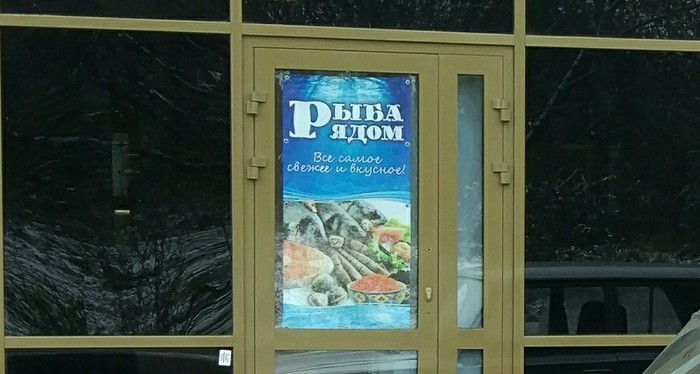 Рыба
рядом
Все самое
свежее и вкусное!